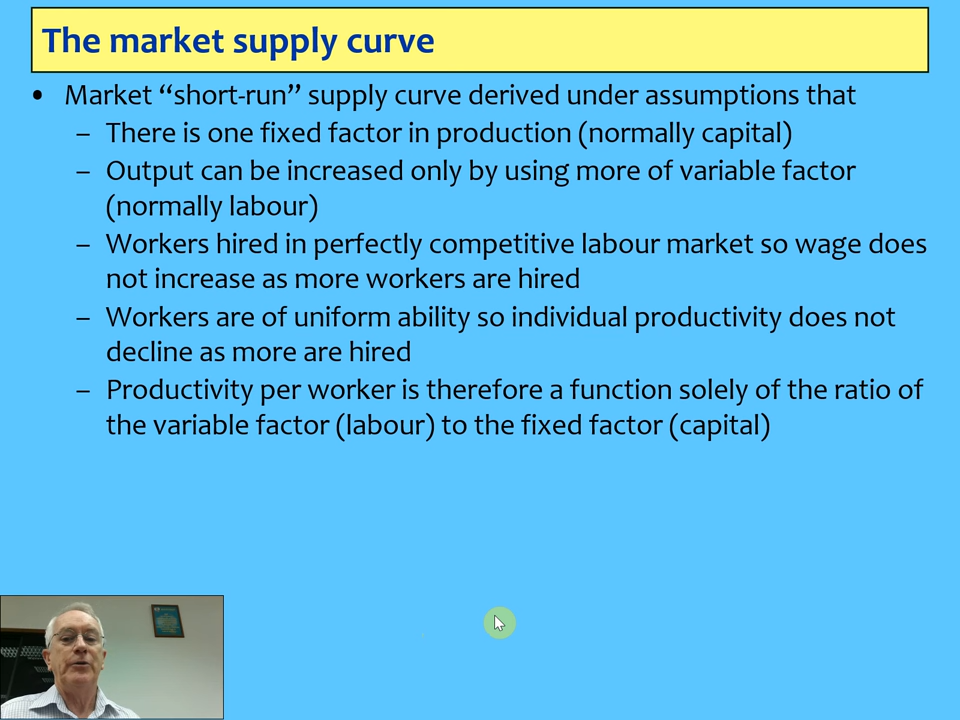 The market supply curve
• Market “short-run” supply curve derived under assumptions that
– There is one fixed factor in production (normally capital)
– Output can be increased only by using more of variable factor
(normally labour)
– Workers hired in perfectly competitive labour market so wage does
not increase as more workers are hired
– Workers are of uniform ability so individual productivity does not
decline as more are hired
– Productivity per worker is therefore a function solely of the ratio of
the variable factor (labour) to the fixed factor (capital)